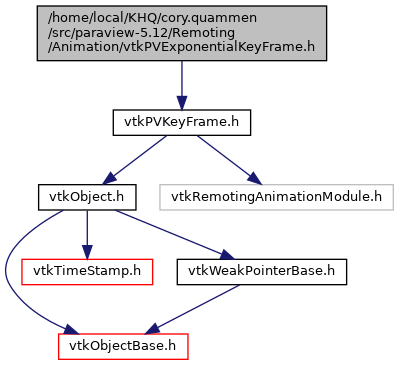 /home/local/KHQ/cory.quammen
/src/paraview-5.12/Remoting
/Animation/vtkPVExponentialKeyFrame.h
vtkPVKeyFrame.h
vtkObject.h
vtkRemotingAnimationModule.h
vtkTimeStamp.h
vtkWeakPointerBase.h
vtkObjectBase.h